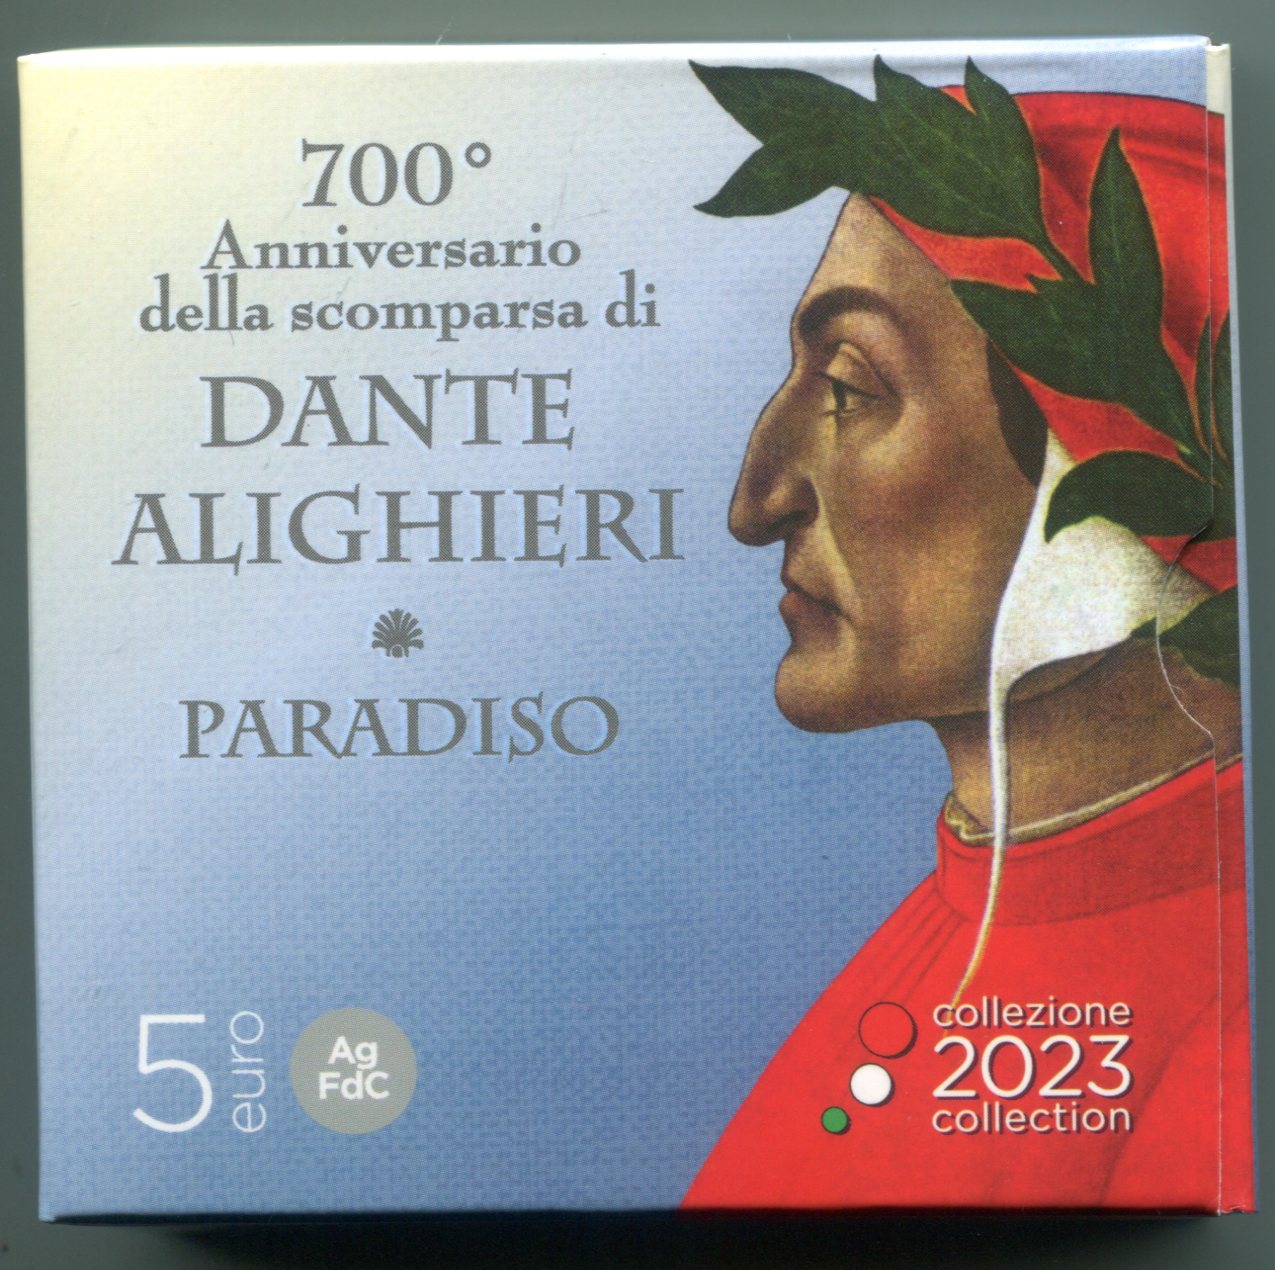 700°
Anniversario
della scomparsa di
DANTE
ALIGHIERI
PARADISO
5
euro
Ag
FdC
collezione
2023
collection